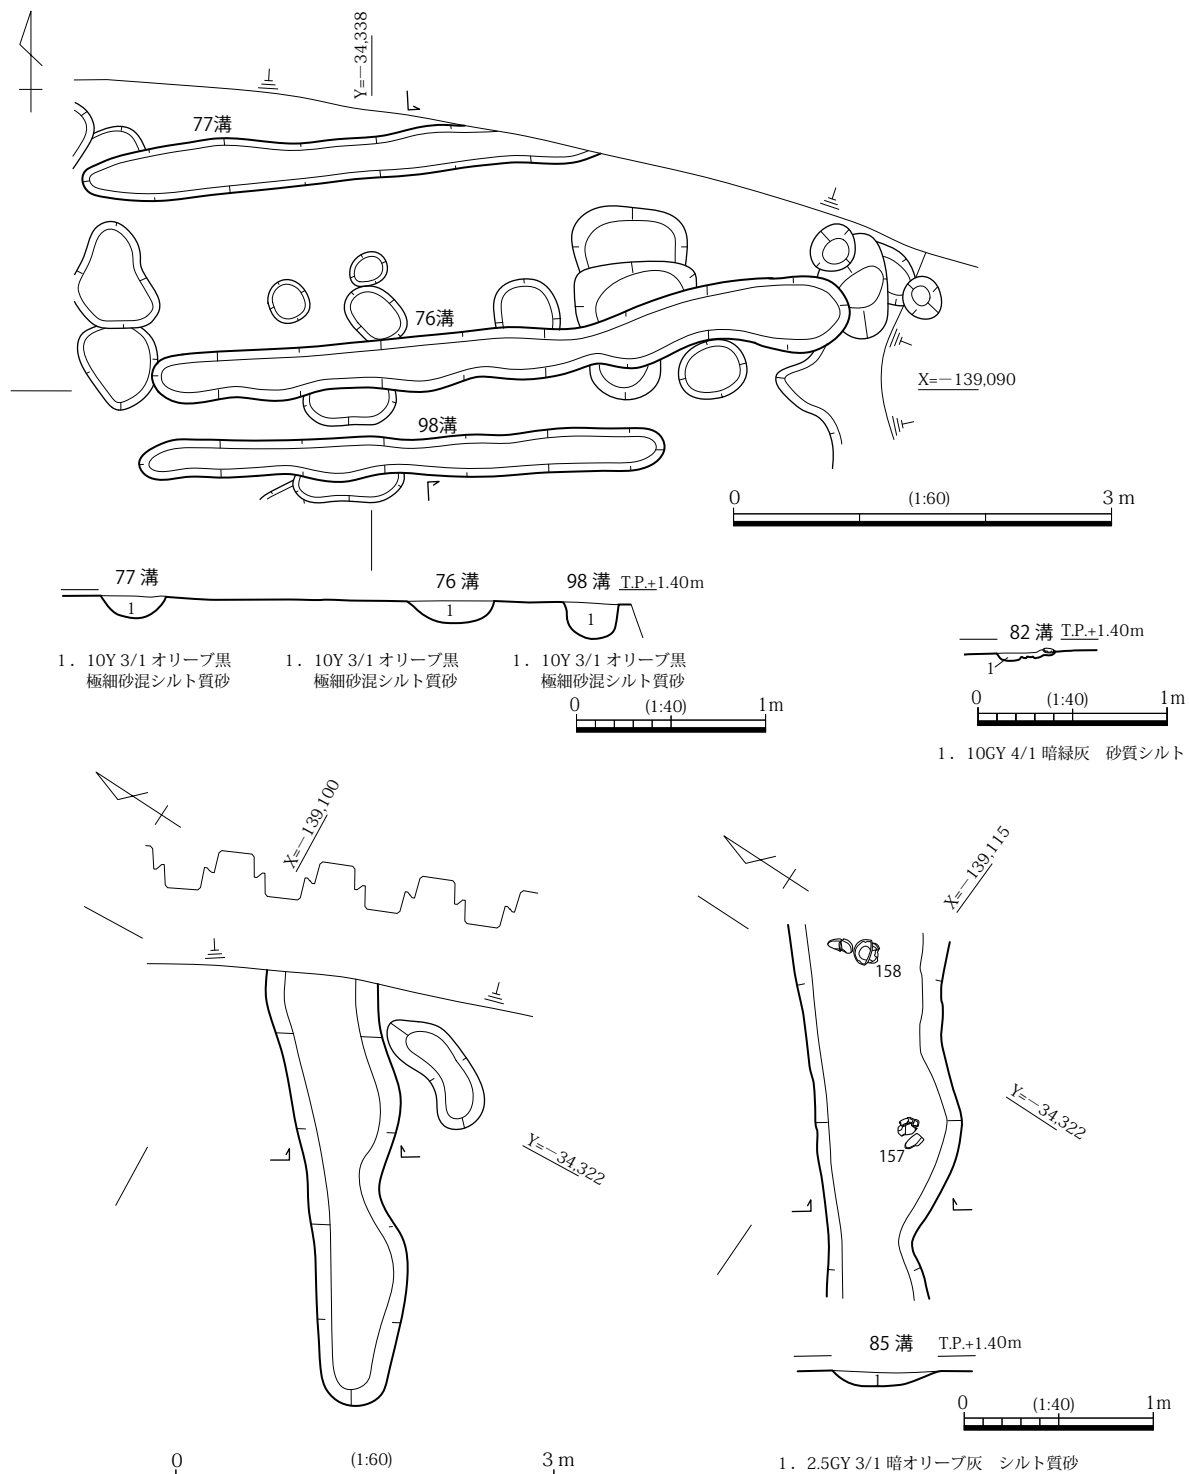 Y=−34,338
77溝
76溝
X=−139,090
98溝
0 (1:60) 3 m
77 溝 76 溝 98 溝 T.P.+1.40m
1 1 1
1．10Y 3/1 オリーブ黒
極細砂混シルト質砂
1．10Y 3/1 オリーブ黒
極細砂混シルト質砂
1．10Y 3/1 オリーブ黒
極細砂混シルト質砂
0 (1:40) 1m
82 溝 T.P.+1.40m
1
0 (1:40) 1m
1．10GY 4/1 暗緑灰　砂質シルト
X=−139,100
Y=−34,322
0 (1:60) 3 m
X=−139,115
158
Y=−34,322
157
85 溝 T.P.+1.40m
1
0 (1:40) 1m
1．2.5GY 3/1 暗オリーブ灰　シルト質砂